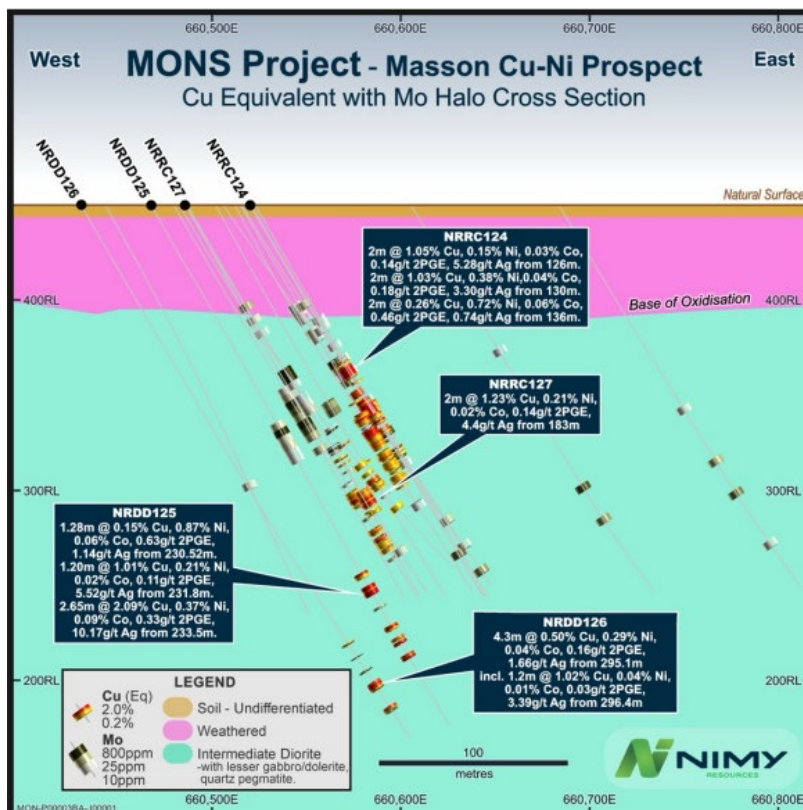 660,500E 660,600E 660,700E 660,800E
West MONS Project - Masson Cu-Ni Prospect East
Cu Equivalent with Mo Halo Cross Section
NRDD126
NRDD125
NRRC127
NRRC124
Natural Surface
NRRC124
2m @ 1.05% Cu, 0.15% Ni, 0.03% Co,
0.14g/t 2PGE, 5.28g/t Ag from 126m.
2m @ 1.03% Cu, 0.38% Ni,0.04% Co,
0.18g/t 2PGE, 3.30g/t Ag from 130m.
2m @ 0.26% Cu, 0.72% Ni, 0.06% Co,
0.46g/t 2PGE, 0.74g/t Ag from 136m.
400RL Base of Oxidisation 400RL
NRRC127
2m @ 1.23% Cu, 0.21% Ni,
0.02% Co, 0.14g/t 2PGE,
4.4g/t Ag from 183m
300RL 300RL
NRDD125
1.28m @ 0.15% Cu, 0.87% Ni,
0.06% Co, 0.63g/t 2PGE,
1.14g/t Ag from 230.52m.
1.20m @ 1.01% Cu, 0.21% Ni,
0.02% Co, 0.11g/t 2PGE,
5.52g/t Ag from 231.8m.
2.65m @ 2.09% Cu, 0.37% Ni,
0.09% Co, 0.33g/t 2PGE,
10.17g/t Ag from 233.5m.
NRDD126
4.3m @ 0.50% Cu, 0.29% Ni,
0.04% Co, 0.16g/t 2PGE,
1.66g/t Ag from 295.1m
incl. 1.2m @ 1.02% Cu, 0.04% Ni,
0.01% Co, 0.03g/t 2PGE,
3.39g/t Ag from 296.4m
200RL 200RL
LEGEND
Cu (Eq)
2.0%
0.2%
Mo
800ppm
25ppm
10ppm
Soil - Undifferentiated
Weathered
Intermediate Diorite
-with lesser gabbro/dolerite,
quartz pegmatite.
100
metres
NIMY
RESOURCES
MON-P00003BA-J00001
660,500E 660,600E 660,700E 660,800E